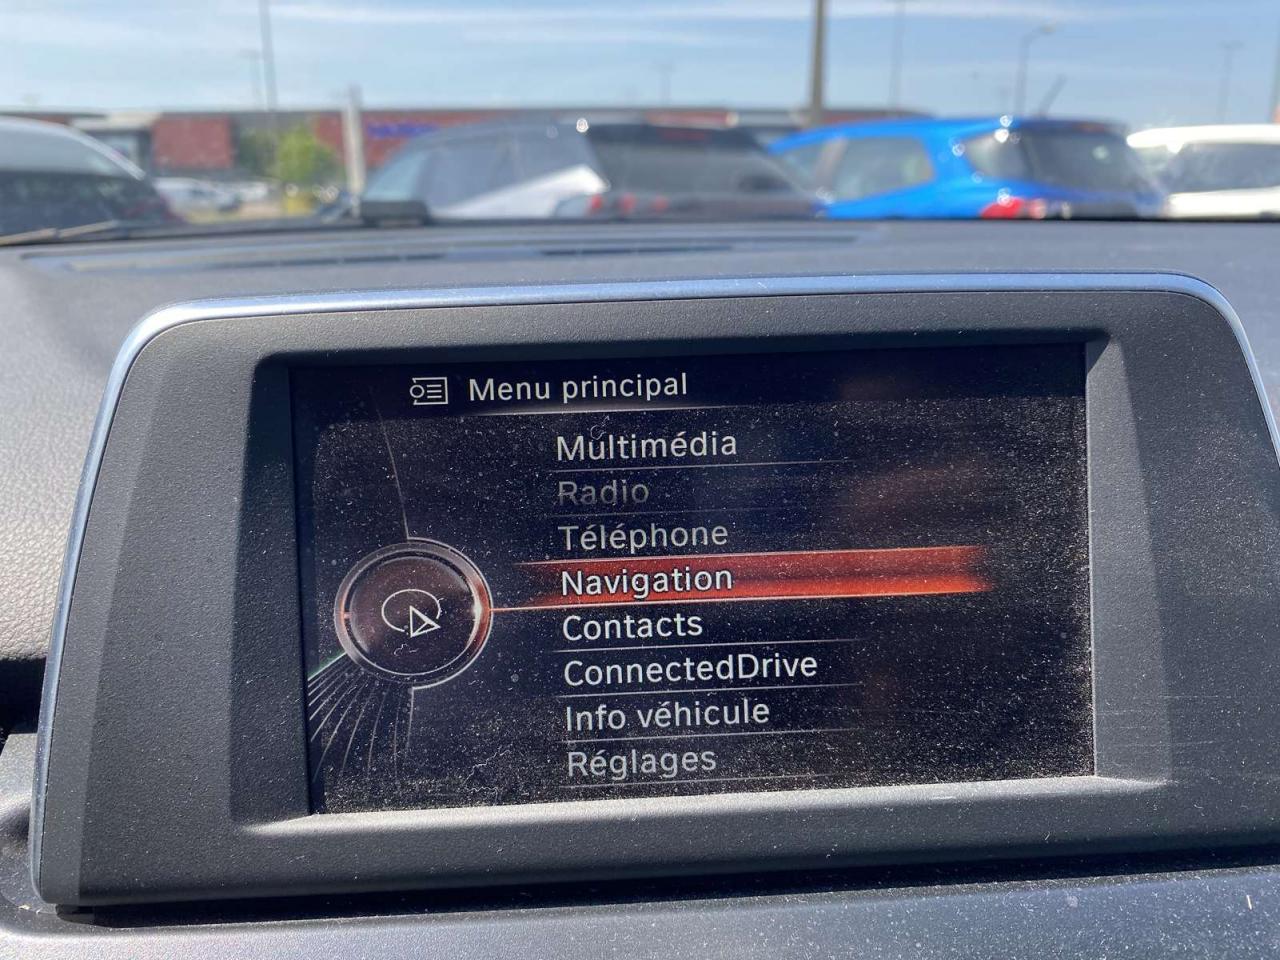 Menu principal
Multimédia
Radio
Téléphone
Navigation
Contacts
ConnectedDrive
Info véhicule
Réglages